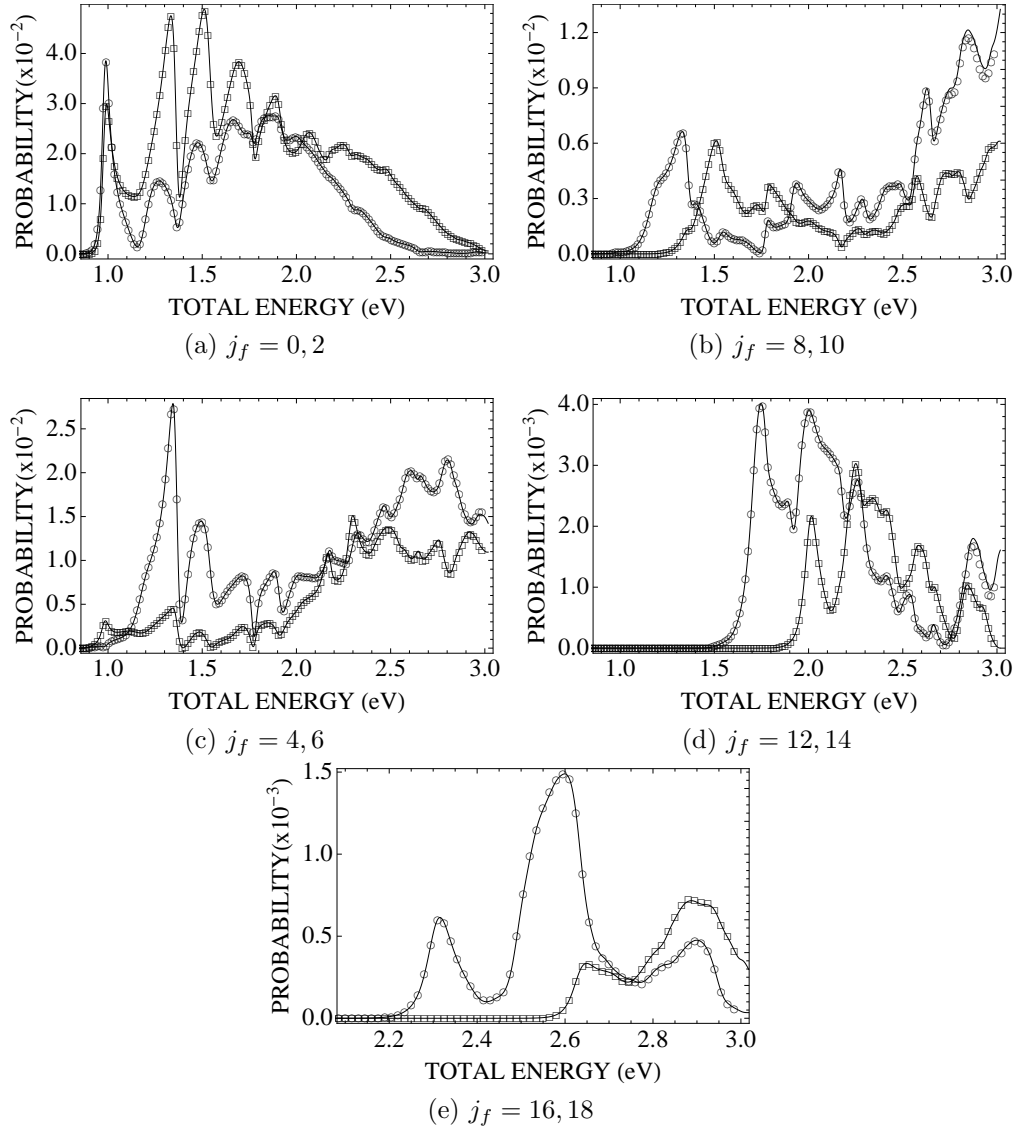 PROBABILITY(x10⁻²)
4.0
3.0
2.0
1.0
0.0
1.0 1.5 2.0 2.5 3.0
TOTAL ENERGY (eV)
(a) j_f = 0, 2
PROBABILITY(x10⁻²)
1.2
0.9
0.6
0.3
0.0
1.0 1.5 2.0 2.5 3.0
TOTAL ENERGY (eV)
(b) j_f = 8, 10
PROBABILITY(x10⁻²)
2.5
2.0
1.5
1.0
0.5
0.0
1.0 1.5 2.0 2.5 3.0
TOTAL ENERGY (eV)
(c) j_f = 4, 6
PROBABILITY(x10⁻³)
4.0
3.0
2.0
1.0
0.0
1.0 1.5 2.0 2.5 3.0
TOTAL ENERGY (eV)
(d) j_f = 12, 14
PROBABILITY(x10⁻³)
1.5
1.0
0.5
0.0
2.2 2.4 2.6 2.8 3.0
TOTAL ENERGY (eV)
(e) j_f = 16, 18